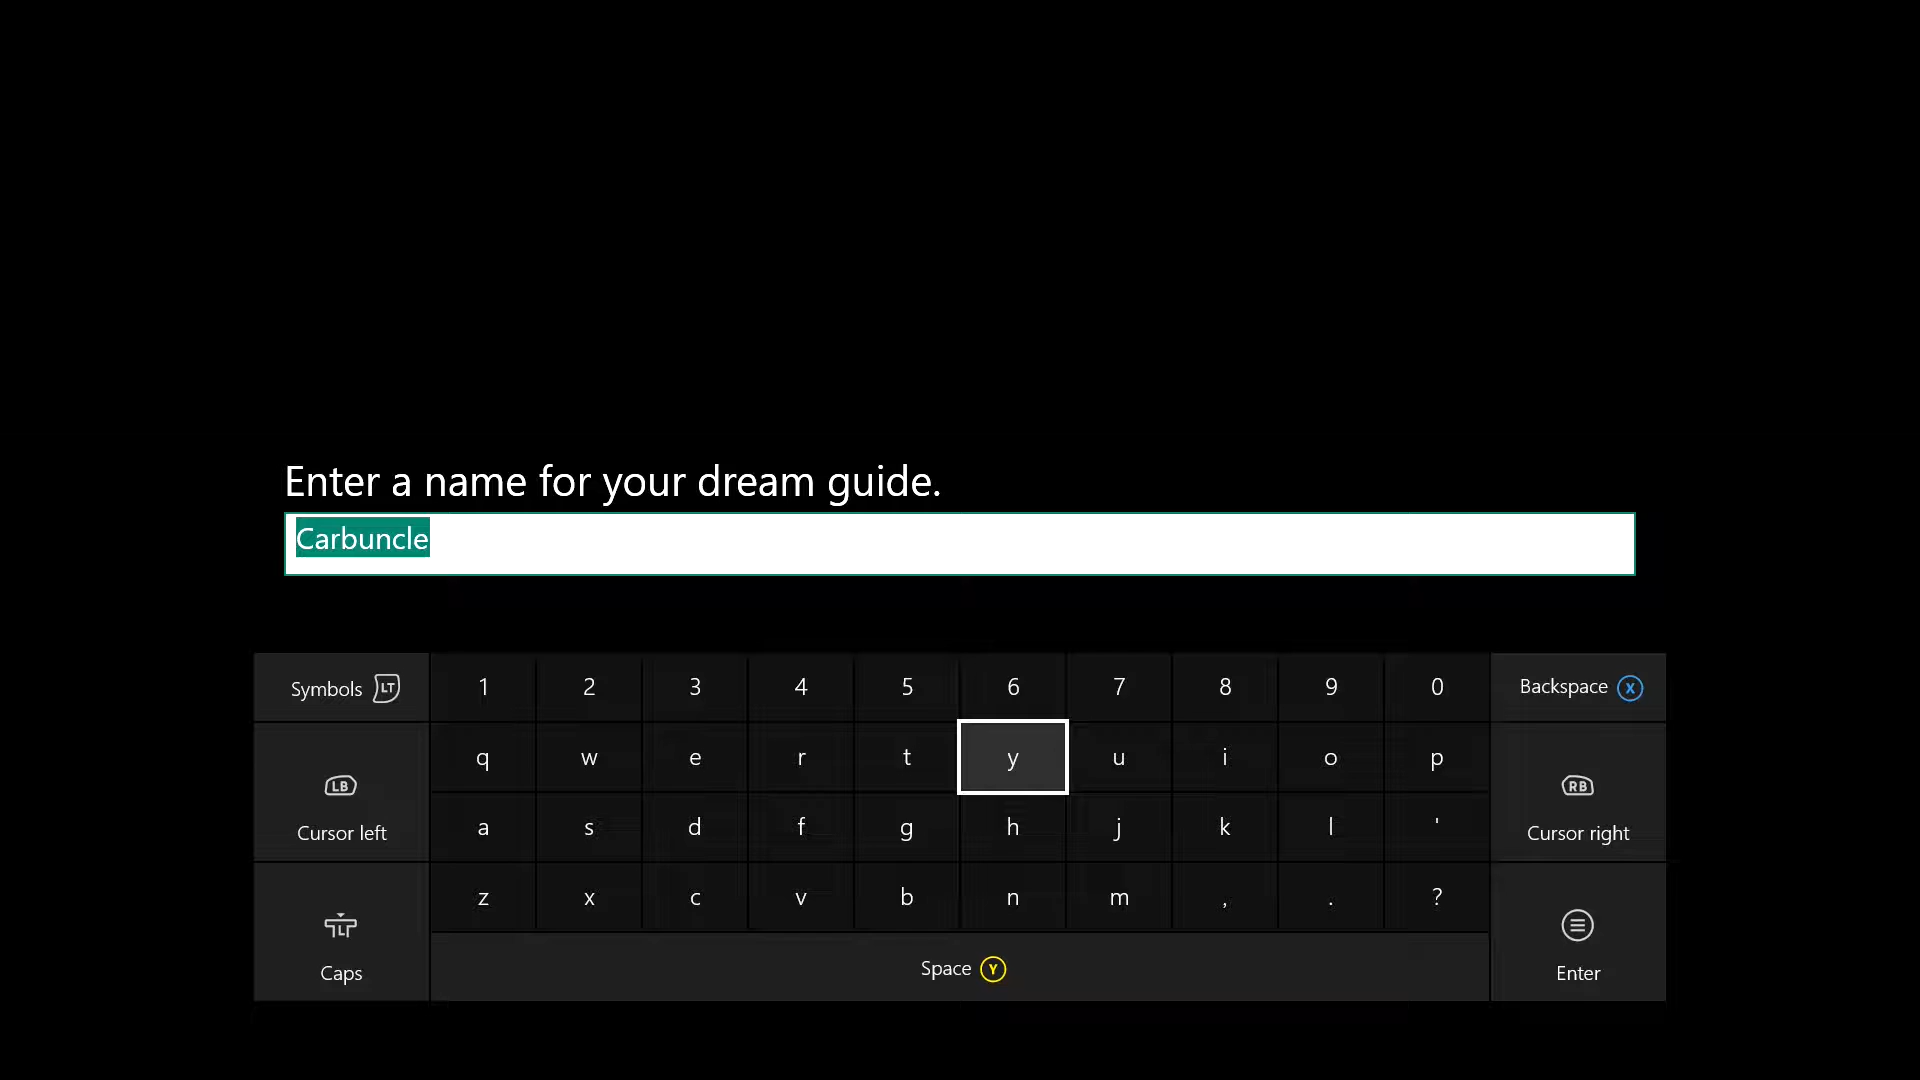 Enter a name for your dream guide.
Carbuncle
Symbols LT 1 2 3 4 5 6 7 8 9 0 Backspace X
q w e r t y u i o p
LB RB
Cursor left a s d f g h j k l ' Cursor right
z x c v b n m , . ?
L
Caps Space Y Enter